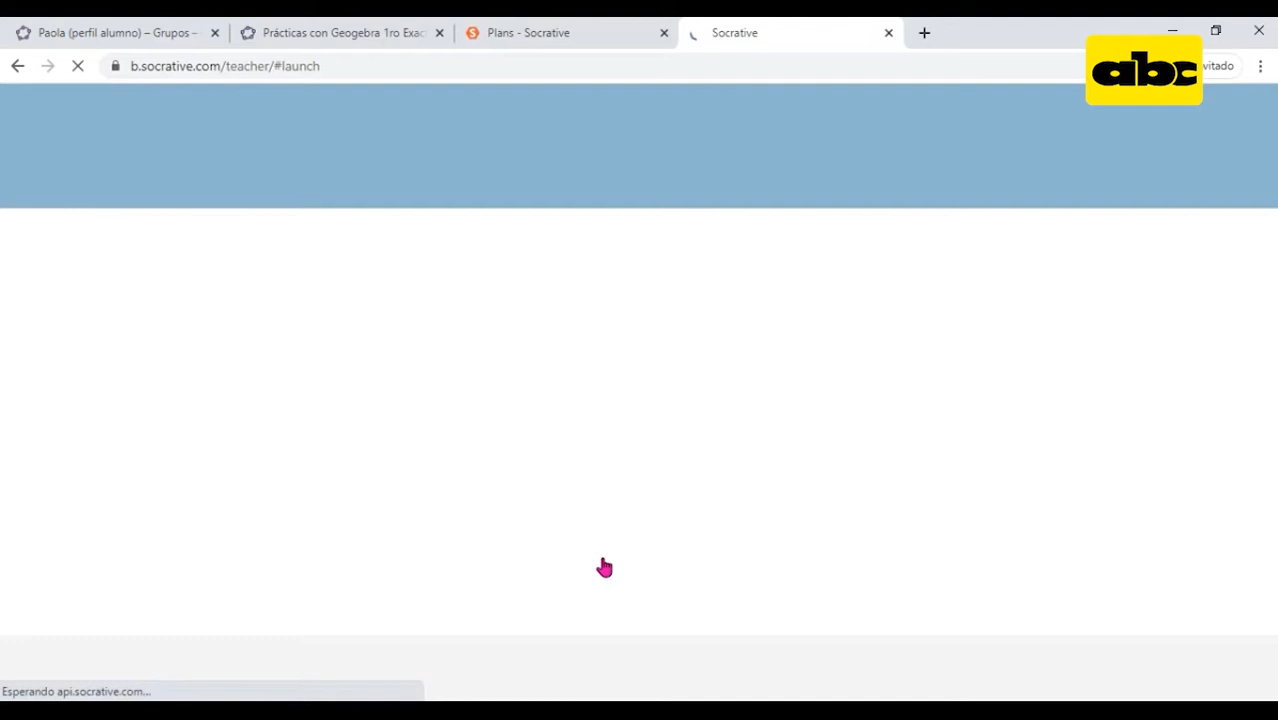 Paola (perfil alumno) – Grupos –
Prácticas con Geogebra 1ro Exac
Plans - Socrative
Socrative
b.socrative.com/teacher/#launch
vitado
abc
Esperando api.socrative.com...